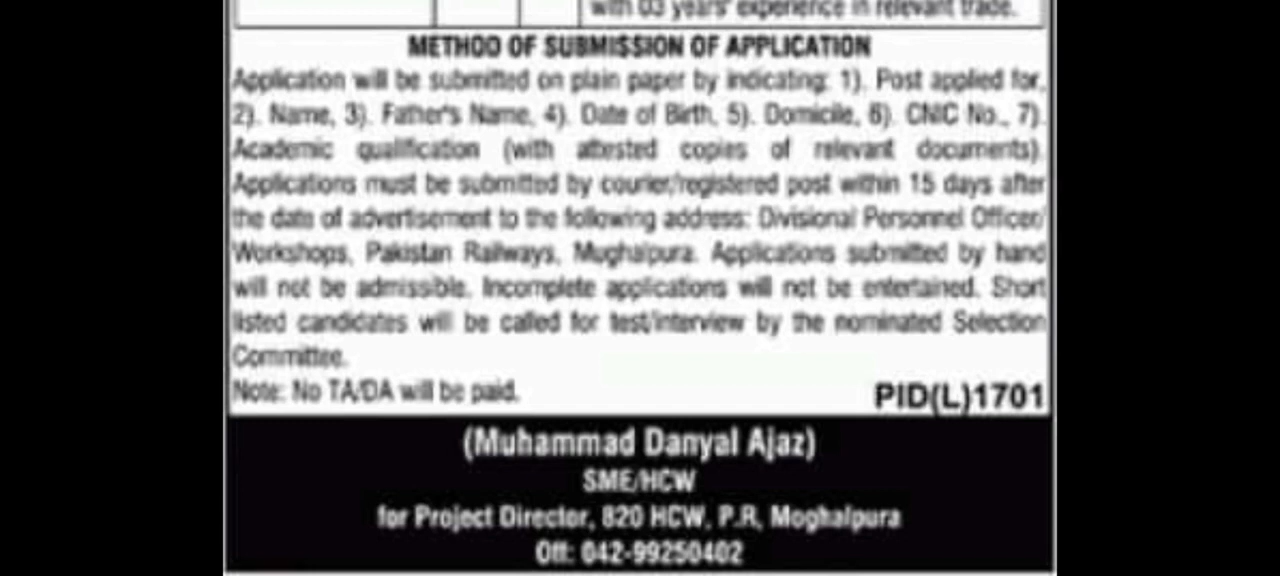 with 03 years' experience in relevant trade.
METHOD OF SUBMISSION OF APPLICATION
Application will be submitted on plain paper by indicating: 1). Post applied for,
2). Name, 3). Father's Name, 4). Date of Birth, 5). Domicile, 6). CNIC No., 7).
Academic qualification (with attested copies of relevant documents).
Applications must be submitted by courier/registered post within 15 days after
the date of advertisement to the following address: Divisional Personnel Officer/
Workshops, Pakistan Railways, Mughalpura. Applications submitted by hand
will not be admissible. Incomplete applications will not be entertained. Short
listed candidates will be called for test/interview by the nominated Selection
Committee.
Note: No TA/DA will be paid.
PID(L)1701
(Muhammad Danyal Ajaz)
SME/HCW
for Project Director, 820 HCW, P.R, Moghalpura
Off: 042-99250402